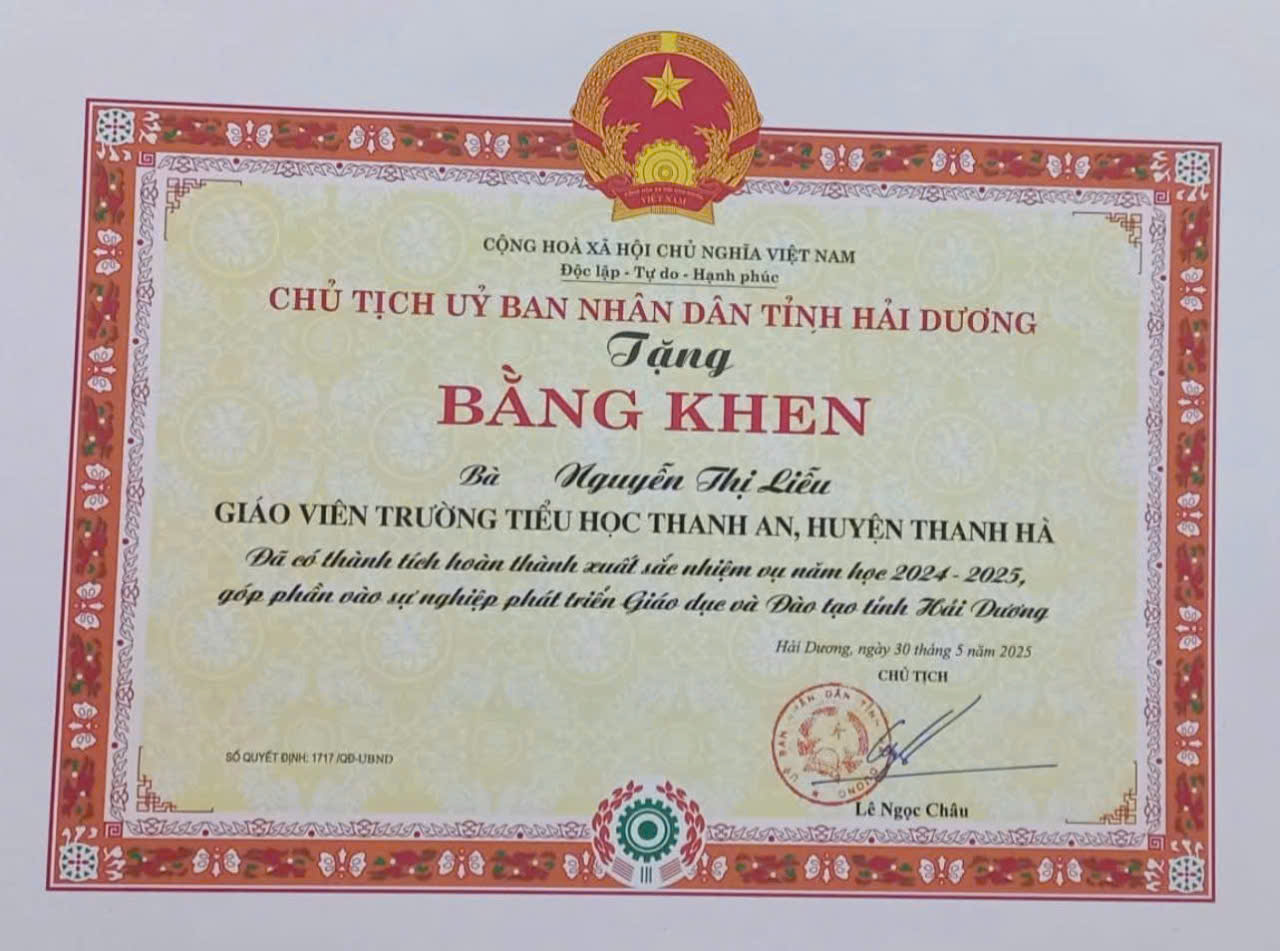 VIỆT NAM
CỘNG HOÀ XÃ HỘI CHỦ NGHĨA VIỆT NAM
Độc lập - Tự do - Hạnh phúc
CHỦ TỊCH UỶ BAN NHÂN DÂN TỈNH HẢI DƯƠNG
Tặng
BẰNG KHEN
Bà Nguyễn Thị Liễu
GIÁO VIÊN TRƯỜNG TIỂU HỌC THANH AN, HUYỆN THANH HÀ
Đã có thành tích hoàn thành xuất sắc nhiệm vụ năm học 2024 - 2025,
góp phần vào sự nghiệp phát triển Giáo dục và Đào tạo tỉnh Hải Dương
Hải Dương, ngày 30 tháng 5 năm 2025
CHỦ TỊCH
SỐ QUYẾT ĐỊNH: 1717 /QĐ-UBND
Lê Ngọc Châu